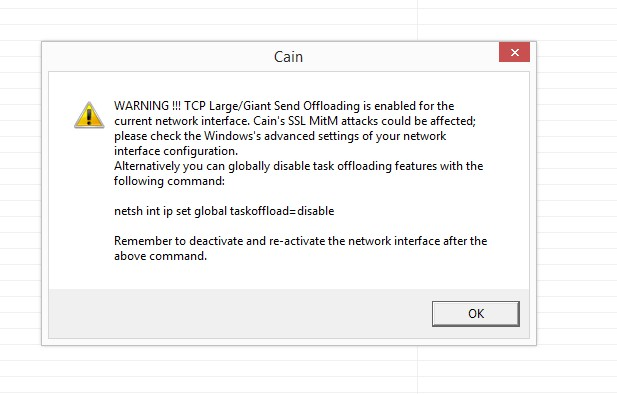 Cain
WARNING !!! TCP Large/Giant Send Offloading is enabled for the
current network interface. Cain's SSL MitM attacks could be affected;
please check the Windows's advanced settings of your network
interface configuration.
Alternatively you can globally disable task offloading features with the
following command:
netsh int ip set global taskoffload=disable
Remember to deactivate and re-activate the network interface after the
above command.
OK